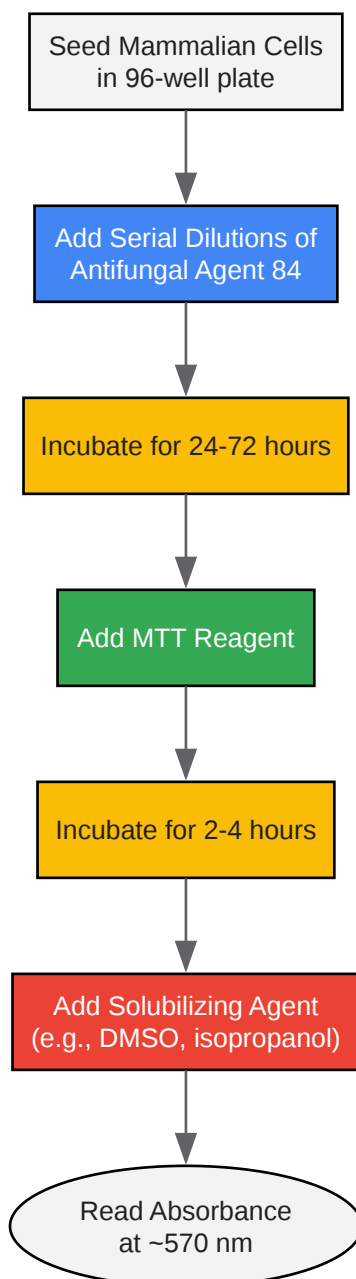 Seed Mammalian Cells
in 96-well plate
Add Serial Dilutions of
Antifungal Agent 84
Incubate for 24-72 hours
Add MTT Reagent
Incubate for 2-4 hours
Add Solubilizing Agent
(e.g., DMSO, isopropanol)
Read Absorbance
at ~570 nm